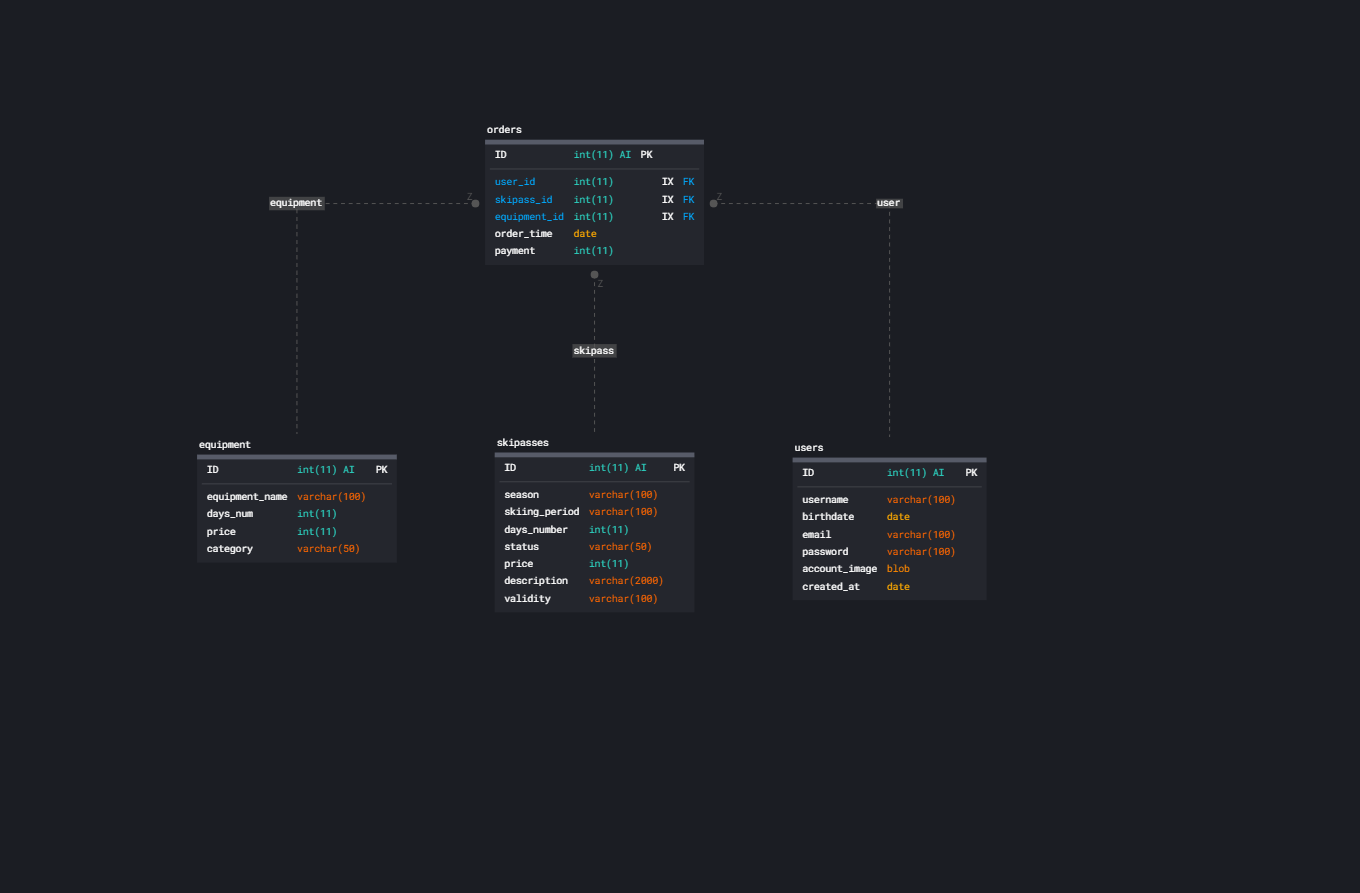 orders
ID int(11) AI PK
user_id int(11) IX FK
skipass_id int(11) IX FK
equipment_id int(11) IX FK
order_time date
payment int(11)
equipment
Z
Z
user
Z
skipass
equipment
ID int(11) AI PK
equipment_name varchar(100)
days_num int(11)
price int(11)
category varchar(50)
skipasses
ID int(11) AI PK
season varchar(100)
skiing_period varchar(100)
days_number int(11)
status varchar(50)
price int(11)
description varchar(2000)
validity varchar(100)
users
ID int(11) AI PK
username varchar(100)
birthdate date
email varchar(100)
password varchar(100)
account_image blob
created_at date